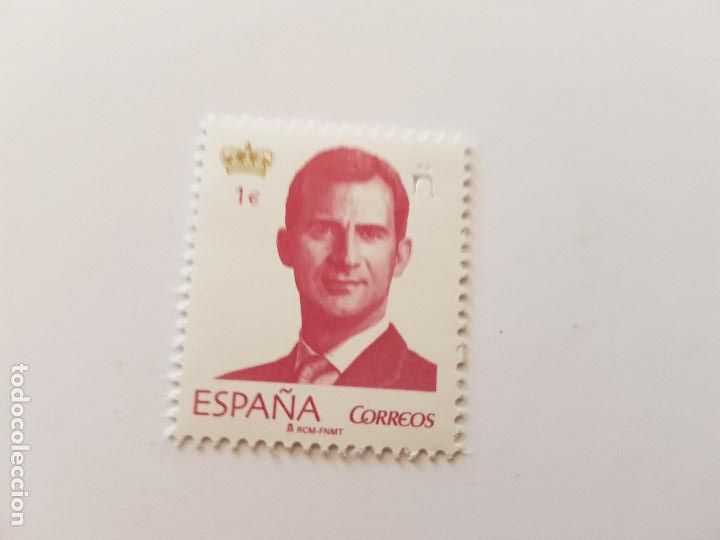 1€
Ñ
ESPAÑA CORREOS
RCM-FNMT
todocoleccion